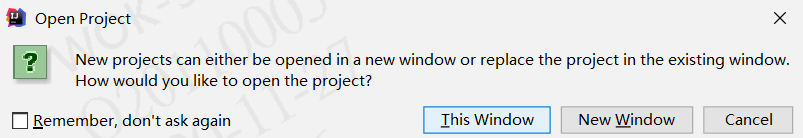 Open Project
New projects can either be opened in a new window or replace the project in the existing window.
How would you like to open the project?
Remember, don't ask again
This Window
New Window
Cancel